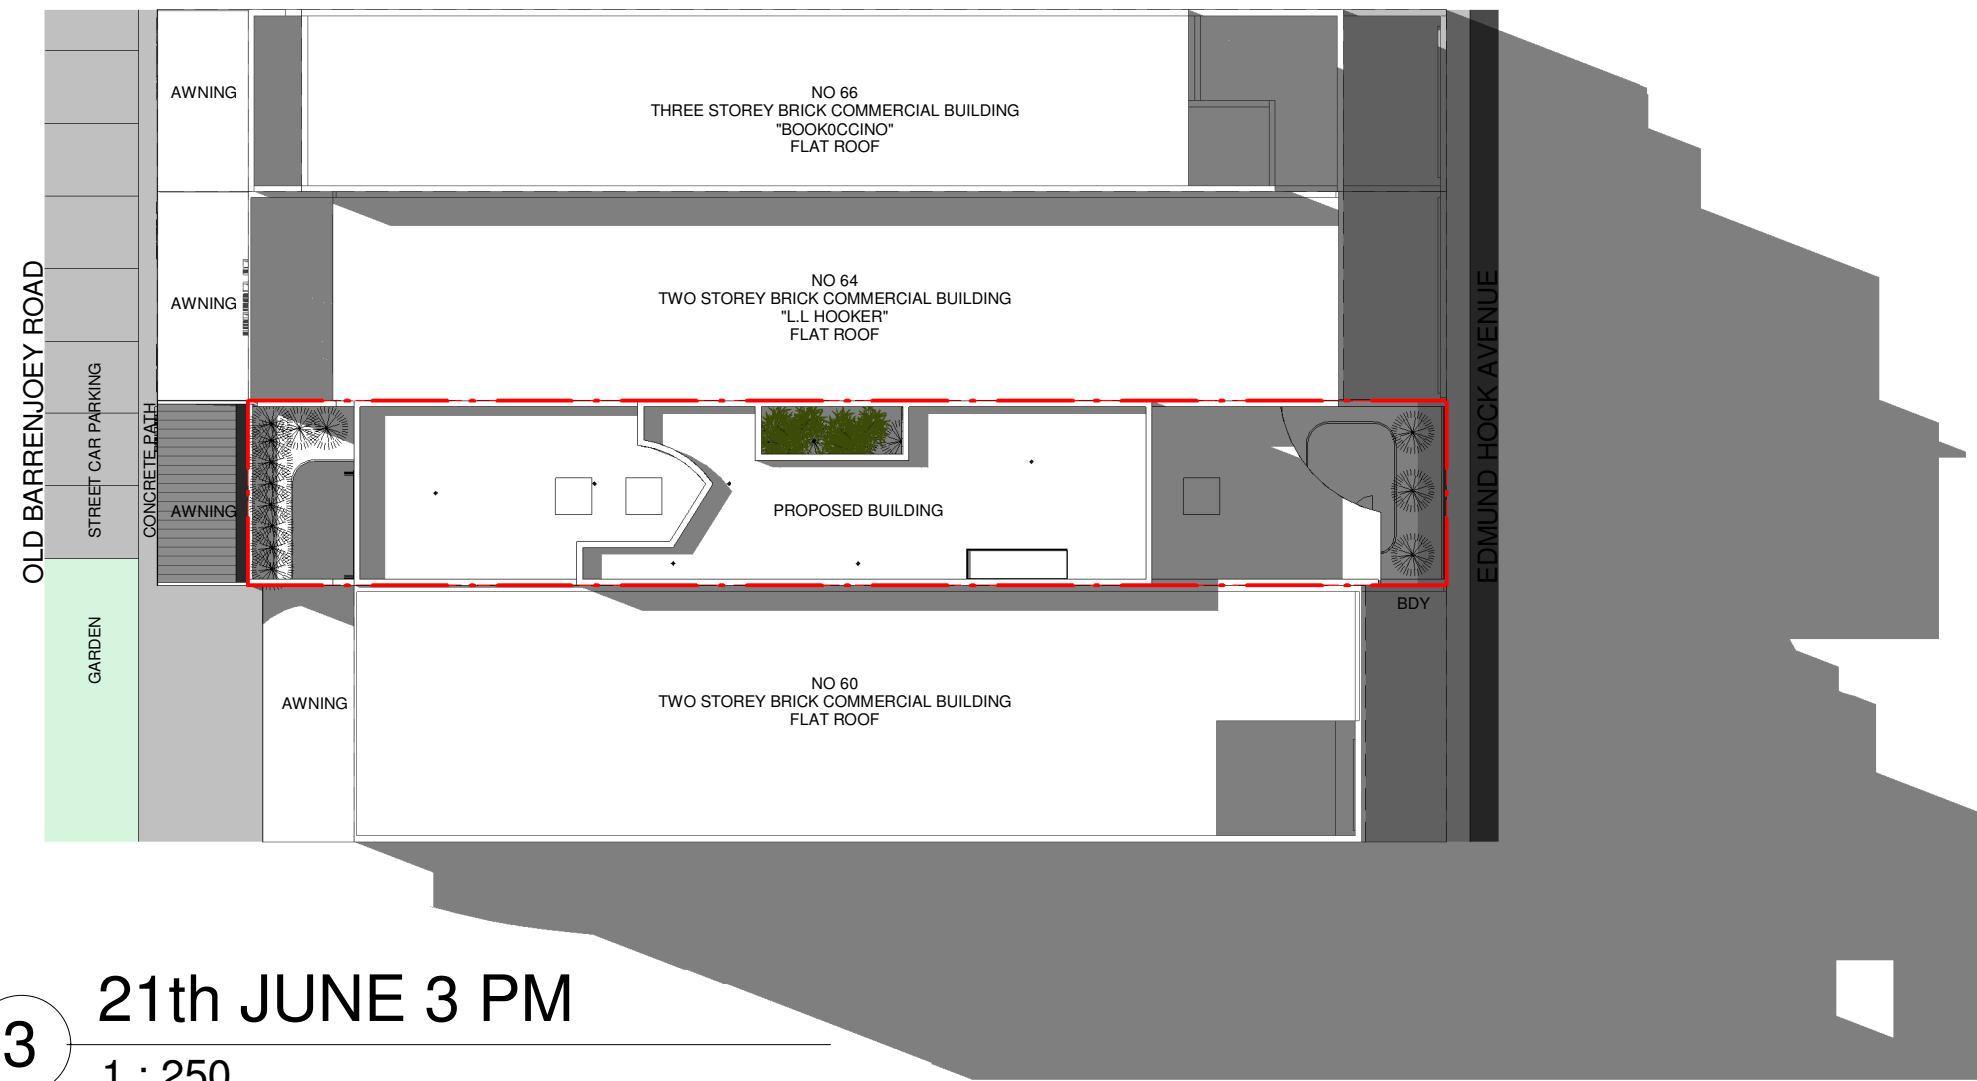 AWNING
NO 66
THREE STOREY BRICK COMMERCIAL BUILDING
"BOOK0CCINO"
FLAT ROOF
OLD BARRENJOEY ROAD
STREET CAR PARKING
CONCRETE PATH
AWNING
NO 64
TWO STOREY BRICK COMMERCIAL BUILDING
"L.L HOOKER"
FLAT ROOF
EDMUND HOCK AVENUE
AWNING
PROPOSED BUILDING
BDY
GARDEN
AWNING
NO 60
TWO STOREY BRICK COMMERCIAL BUILDING
FLAT ROOF
3
21th JUNE 3 PM
1 : 250